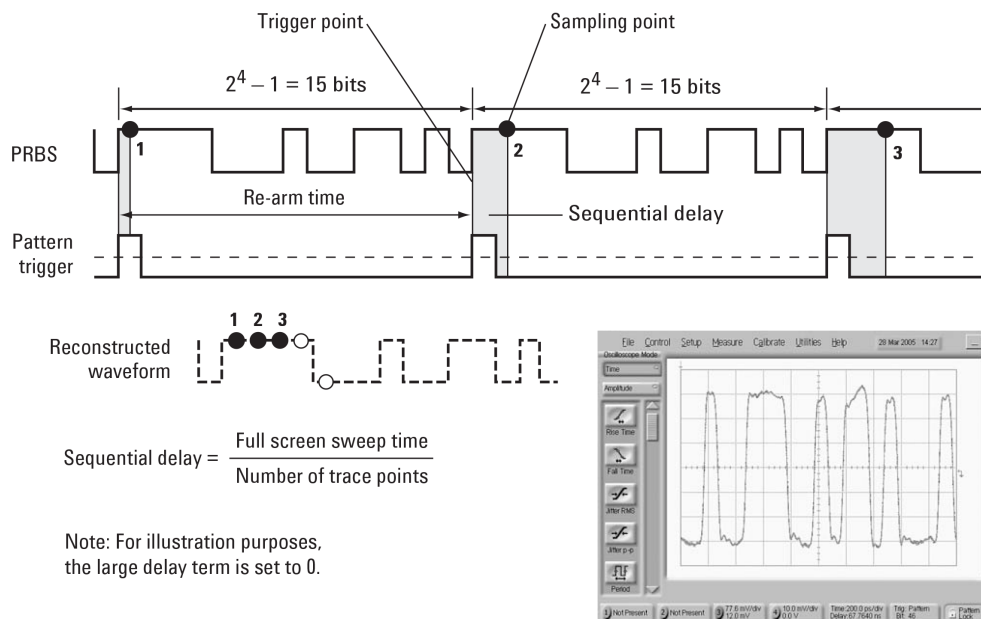 Trigger point
Sampling point
2⁴ – 1 = 15 bits
2⁴ – 1 = 15 bits
PRBS
1
2
3
Re-arm time
Sequential delay
Pattern
trigger
1 2 3
Reconstructed
waveform
Sequential delay = Full screen sweep time
Number of trace points
Note: For illustration purposes,
the large delay term is set to 0.
File Control Setup Measure Calibrate Utilities Help 28 Mar 2005 14:27
Oscilloscope Mode
Time
Amplitude
Rise Time
Fall Time
Jitter RMS
Jitter p-p
Period
1) Not Present 2) Not Present 3) 77.6 mV/div 4) 10.0 mV/div Time:200.0 ps/div Trig: Pattern Pattern
12.0 mV 0.0 V Delay:67.7640 ns Bit: 46 Lock